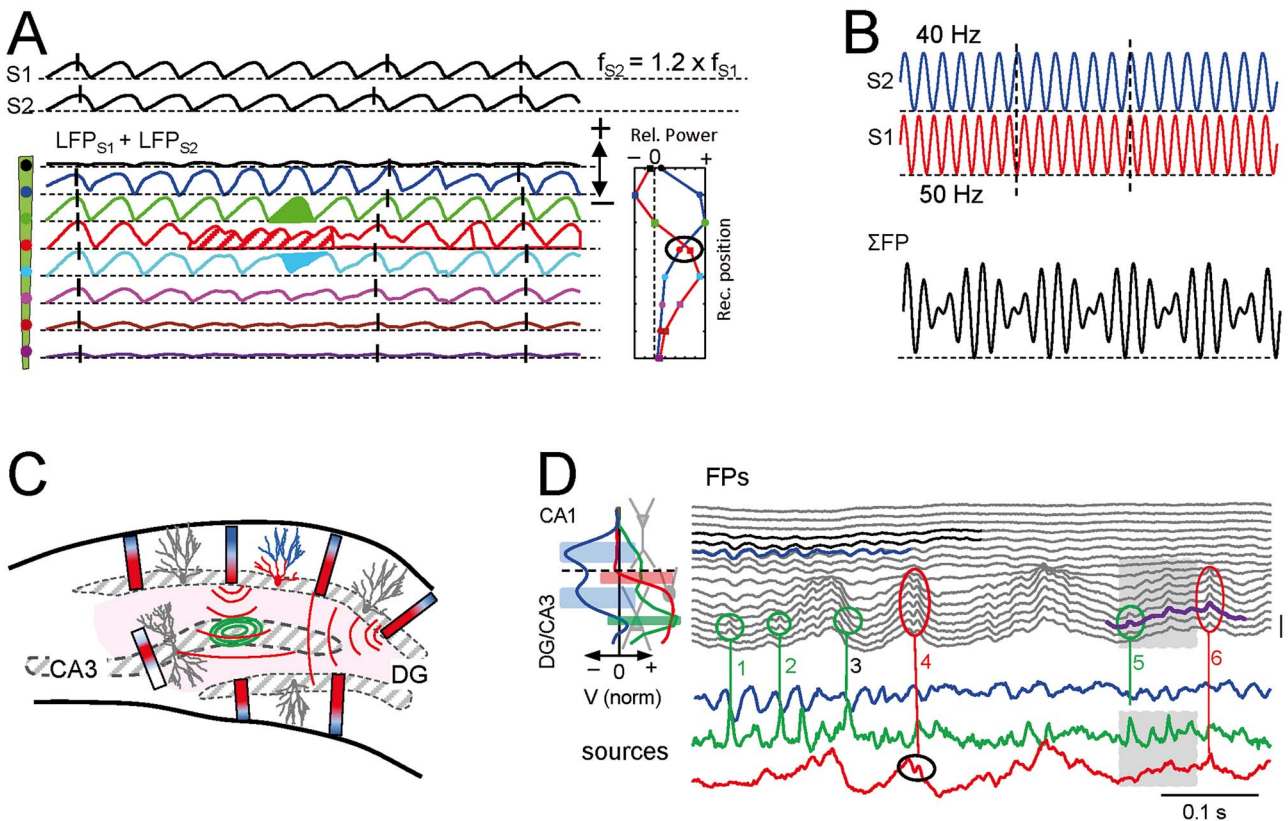 A
S1
f_S2 = 1.2 x f_S1
S2
LFP_S1 + LFP_S2
+
−
Rel. Power
− 0 +
Rec. position
B
40 Hz
S2
S1
50 Hz
ΣFP
C
CA3
DG
D
FPs
CA1
DG/CA3
− 0 +
V (norm)
1 2 3 4 5 6
sources
0.1 s